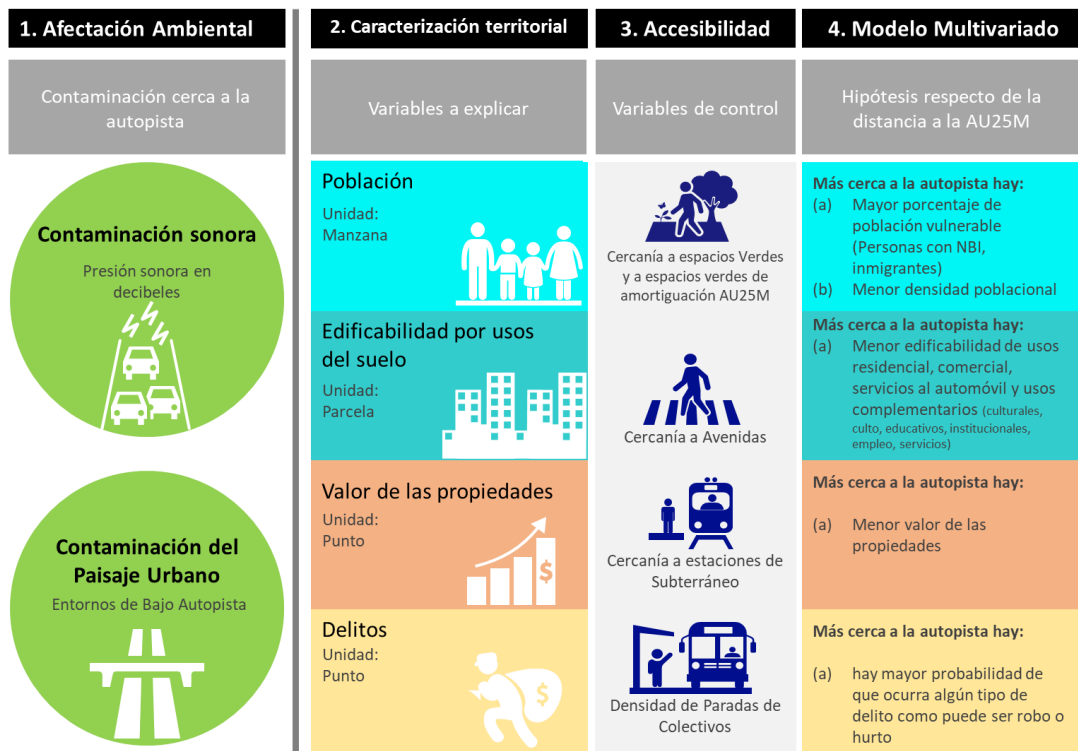 1. Afectación Ambiental
2. Caracterización territorial
3. Accesibilidad
4. Modelo Multivariado
Contaminación cerca a la
autopista
Variables a explicar
Variables de control
Hipótesis respecto de la
distancia a la AU25M
Contaminación sonora
Presión sonora en
decibeles
Contaminación del
Paisaje Urbano
Entornos de Bajo Autopista
Población
Unidad:
Manzana
Edificabilidad por usos
del suelo
Unidad:
Parcela
Valor de las propiedades
Unidad:
Punto
$
Delitos
Unidad:
Punto
$
Cercanía a espacios Verdes
y a espacios verdes de
amortiguación AU25M
Cercanía a Avenidas
Cercanía a estaciones de
Subterráneo
Densidad de Paradas de
Colectivos
Más cerca a la autopista hay:
(a) Mayor porcentaje de
población vulnerable
(Personas con NBI,
inmigrantes)
(b) Menor densidad poblacional
Más cerca a la autopista hay:
(a) Menor edificabilidad de usos
residencial, comercial,
servicios al automóvil y usos
complementarios (culturales,
culto, educativos, institucionales,
empleo, servicios)
Más cerca a la autopista hay:
(a) Menor valor de las
propiedades
Más cerca a la autopista hay:
(a) hay mayor probabilidad de
que ocurra algún tipo de
delito como puede ser robo o
hurto